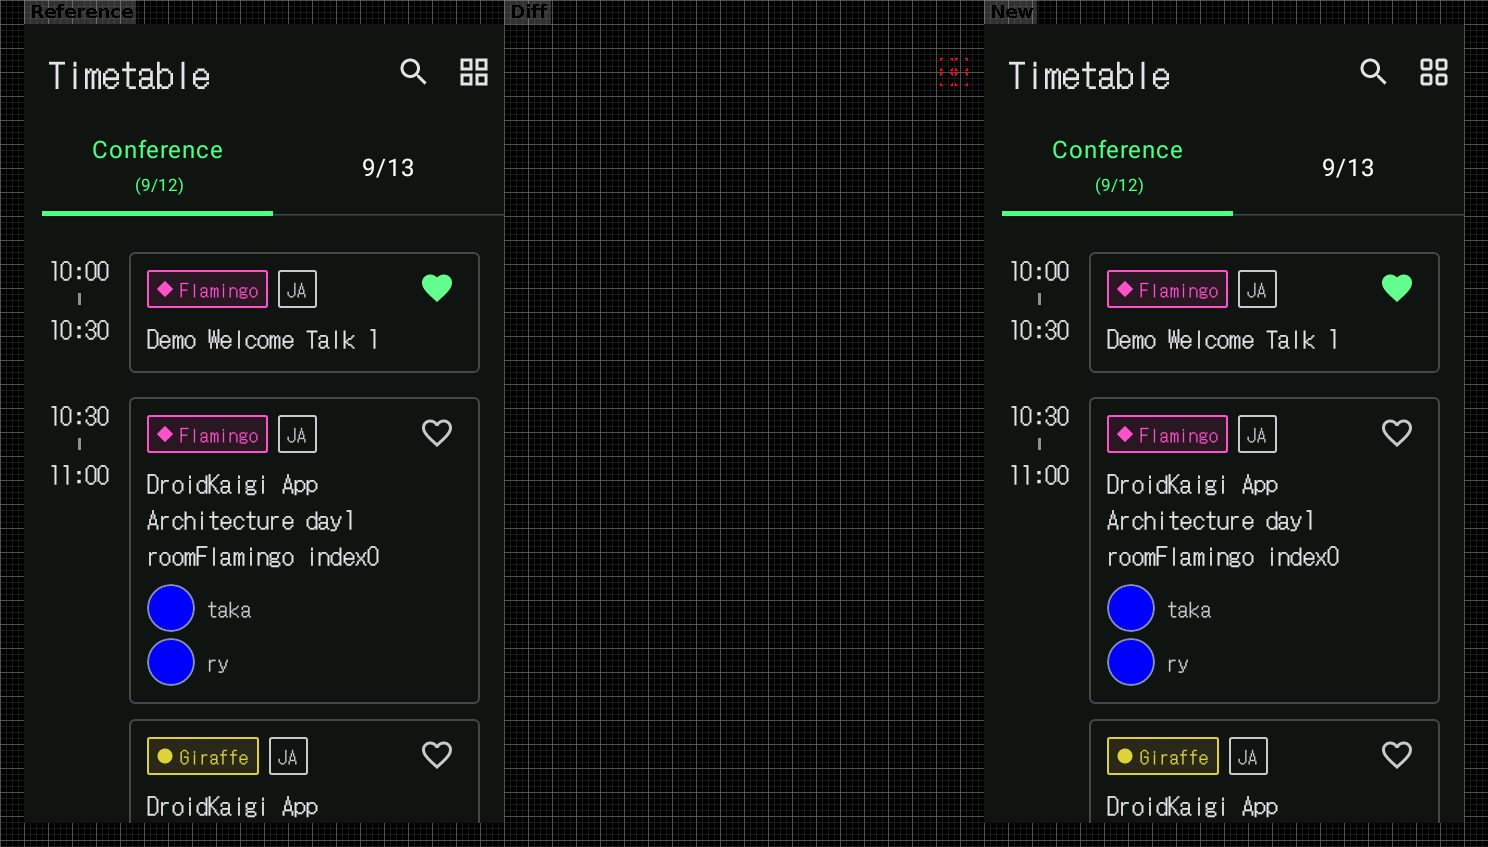 Reference
Timetable
Conference
(9/12)
9/13
10:00
10:30
Flamingo
JA
Demo Welcome Talk 1
10:30
11:00
Flamingo
JA
DroidKaigi App
Architecture day1
roomFlamingo index0
taka
ry
Giraffe
JA
DroidKaigi App
Diff
New
Timetable
Conference
(9/12)
9/13
10:00
10:30
Flamingo
JA
Demo Welcome Talk 1
10:30
11:00
Flamingo
JA
DroidKaigi App
Architecture day1
roomFlamingo index0
taka
ry
Giraffe
JA
DroidKaigi App